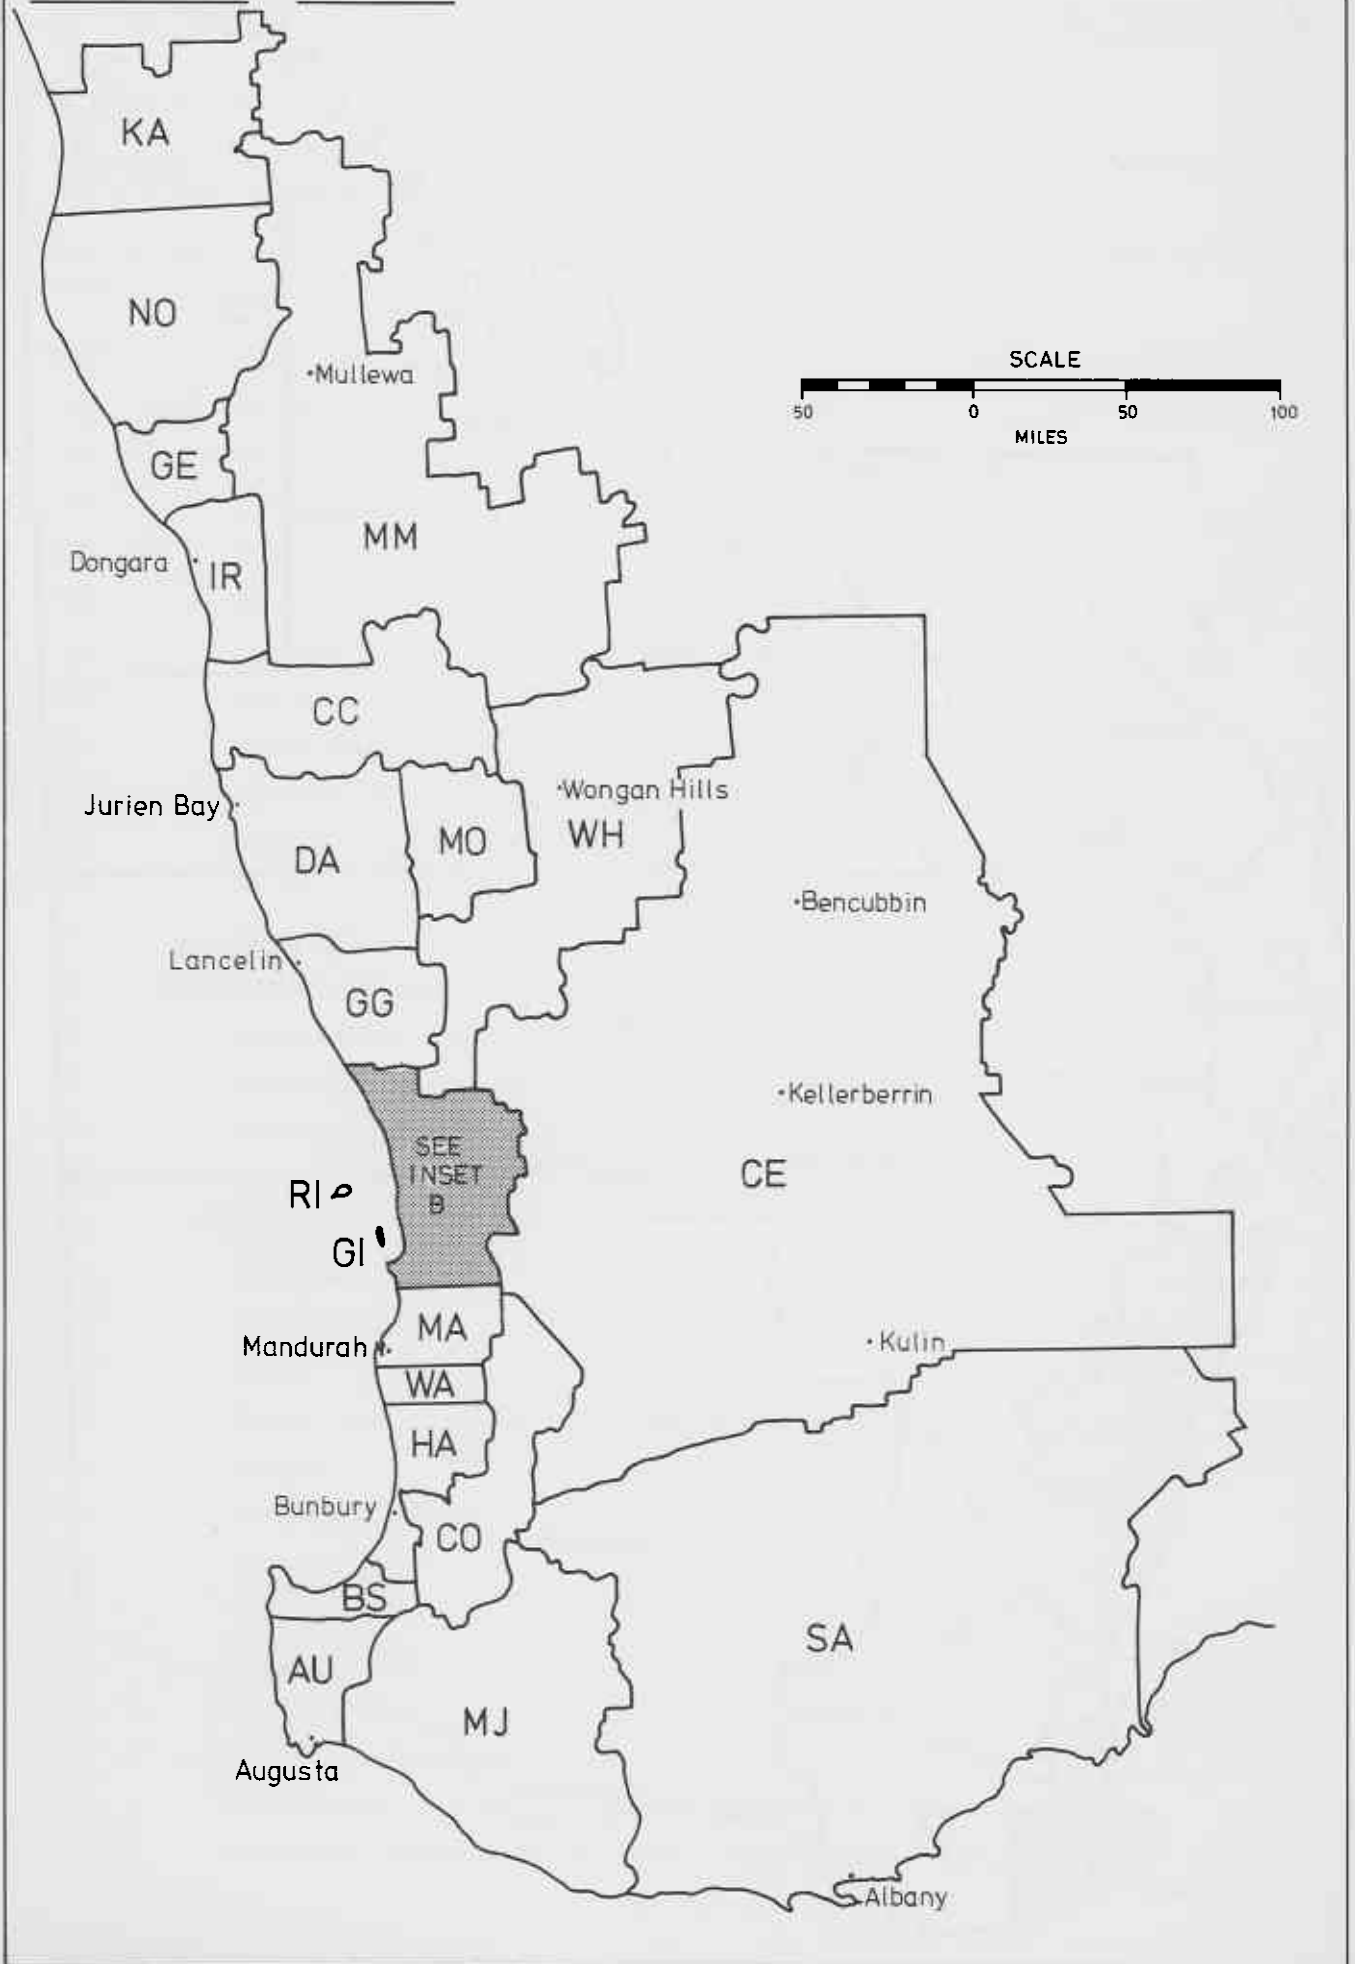 KA
NO
•Mullewa
SCALE
50 0 50 100
MILES
GE
MM
Dongara
IR
CC
Jurien Bay
•Wongan Hills
MO
WH
DA
•Bencubbin
Lancelin
GG
•Kellerberrin
SEE
INSET
B
CE
RI
GI
MA
Mandurah
•Kulin
WA
HA
Bunbury
CO
BS
SA
AU
MJ
Augusta
Albany